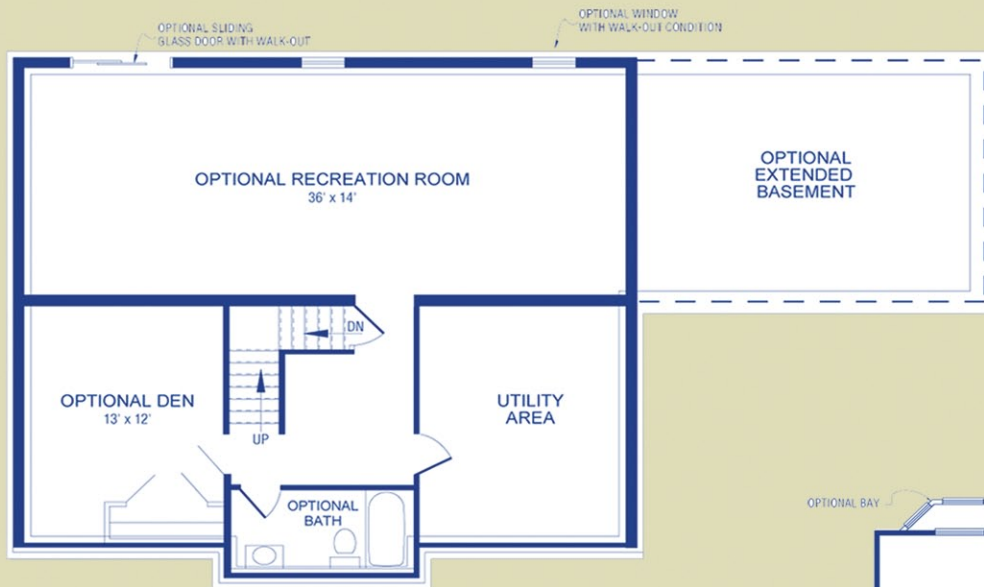 OPTIONAL SLIDING
GLASS DOOR WITH WALK-OUT
OPTIONAL WINDOW
WITH WALK-OUT CONDITION
OPTIONAL RECREATION ROOM
36' x 14'
OPTIONAL
EXTENDED
BASEMENT
DN
OPTIONAL DEN
13' x 12'
UP
UTILITY
AREA
OPTIONAL
BATH
OPTIONAL BAY